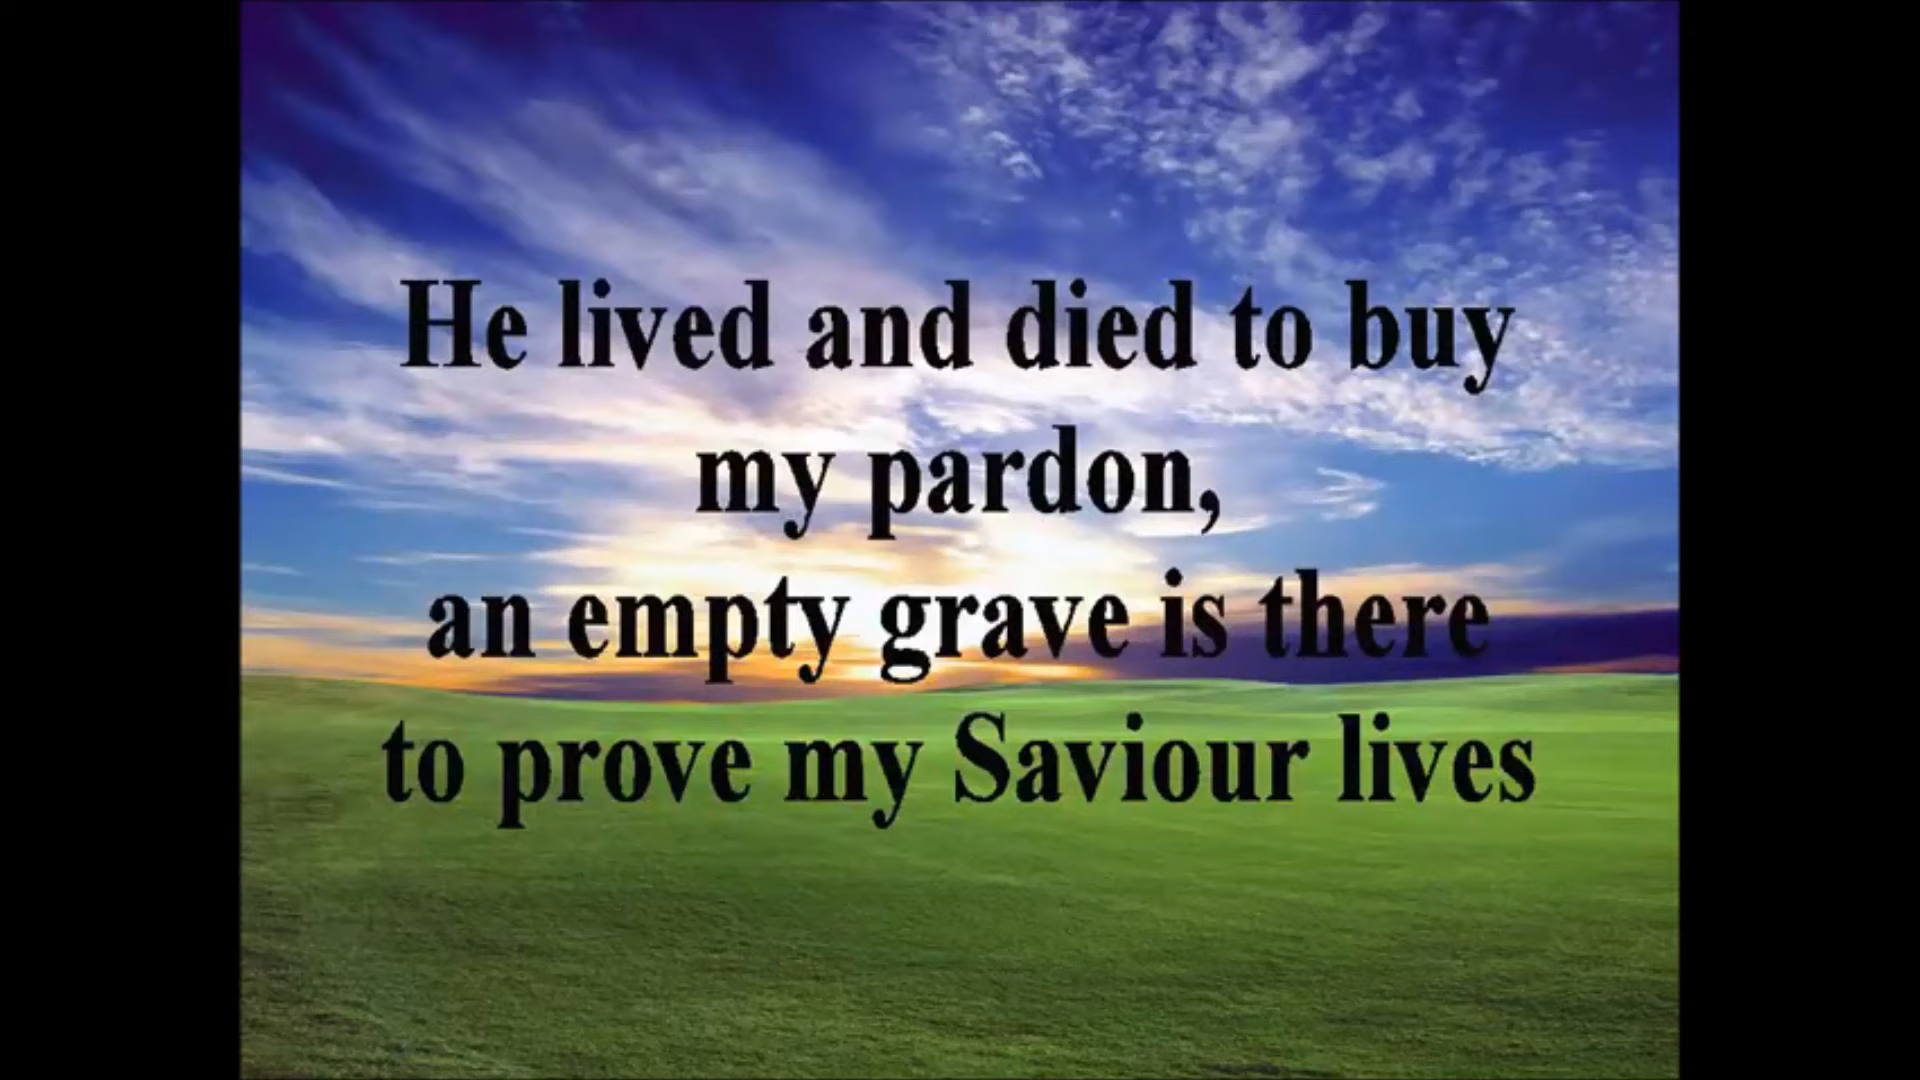 He lived and died to buy
my pardon,
an empty grave is there
to prove my Saviour lives